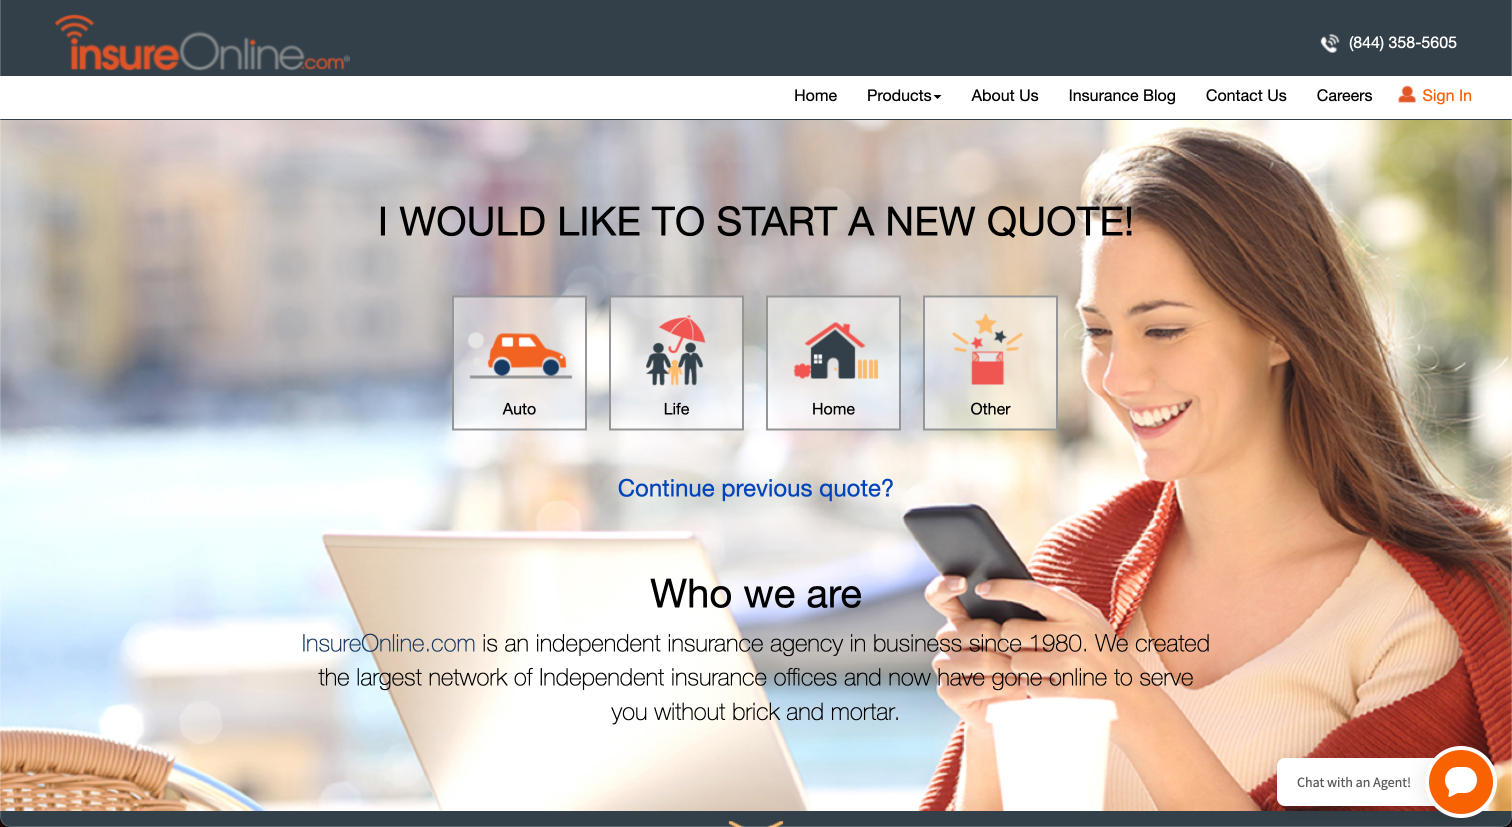 insureOnline.com®
(844) 358-5605
Home Products About Us Insurance Blog Contact Us Careers Sign In
I WOULD LIKE TO START A NEW QUOTE!
Auto Life Home Other
Continue previous quote?
Who we are
InsureOnline.com is an independent insurance agency in business since 1980. We created
the largest network of Independent insurance offices and now have gone online to serve
you without brick and mortar.
Chat with an Agent!